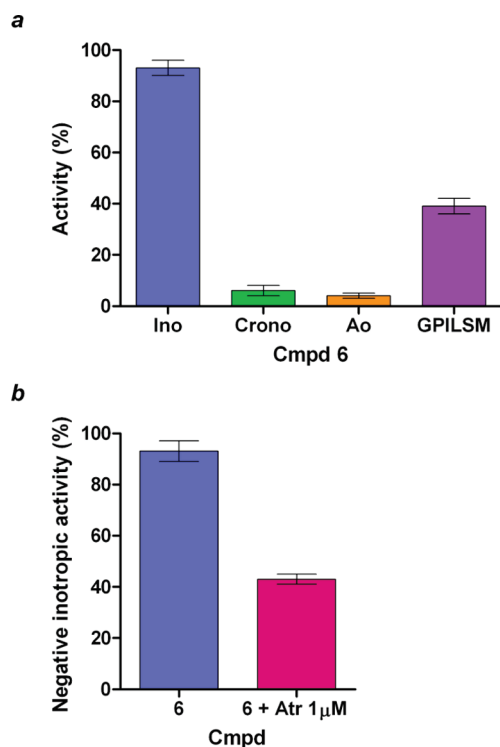 a
Activity (%)
100
80
60
40
20
0
Ino Crono Ao GPILSM
Cmpd 6
b
Negative inotropic activity (%)
100
80
60
40
20
0
6 6 + Atr 1μM
Cmpd